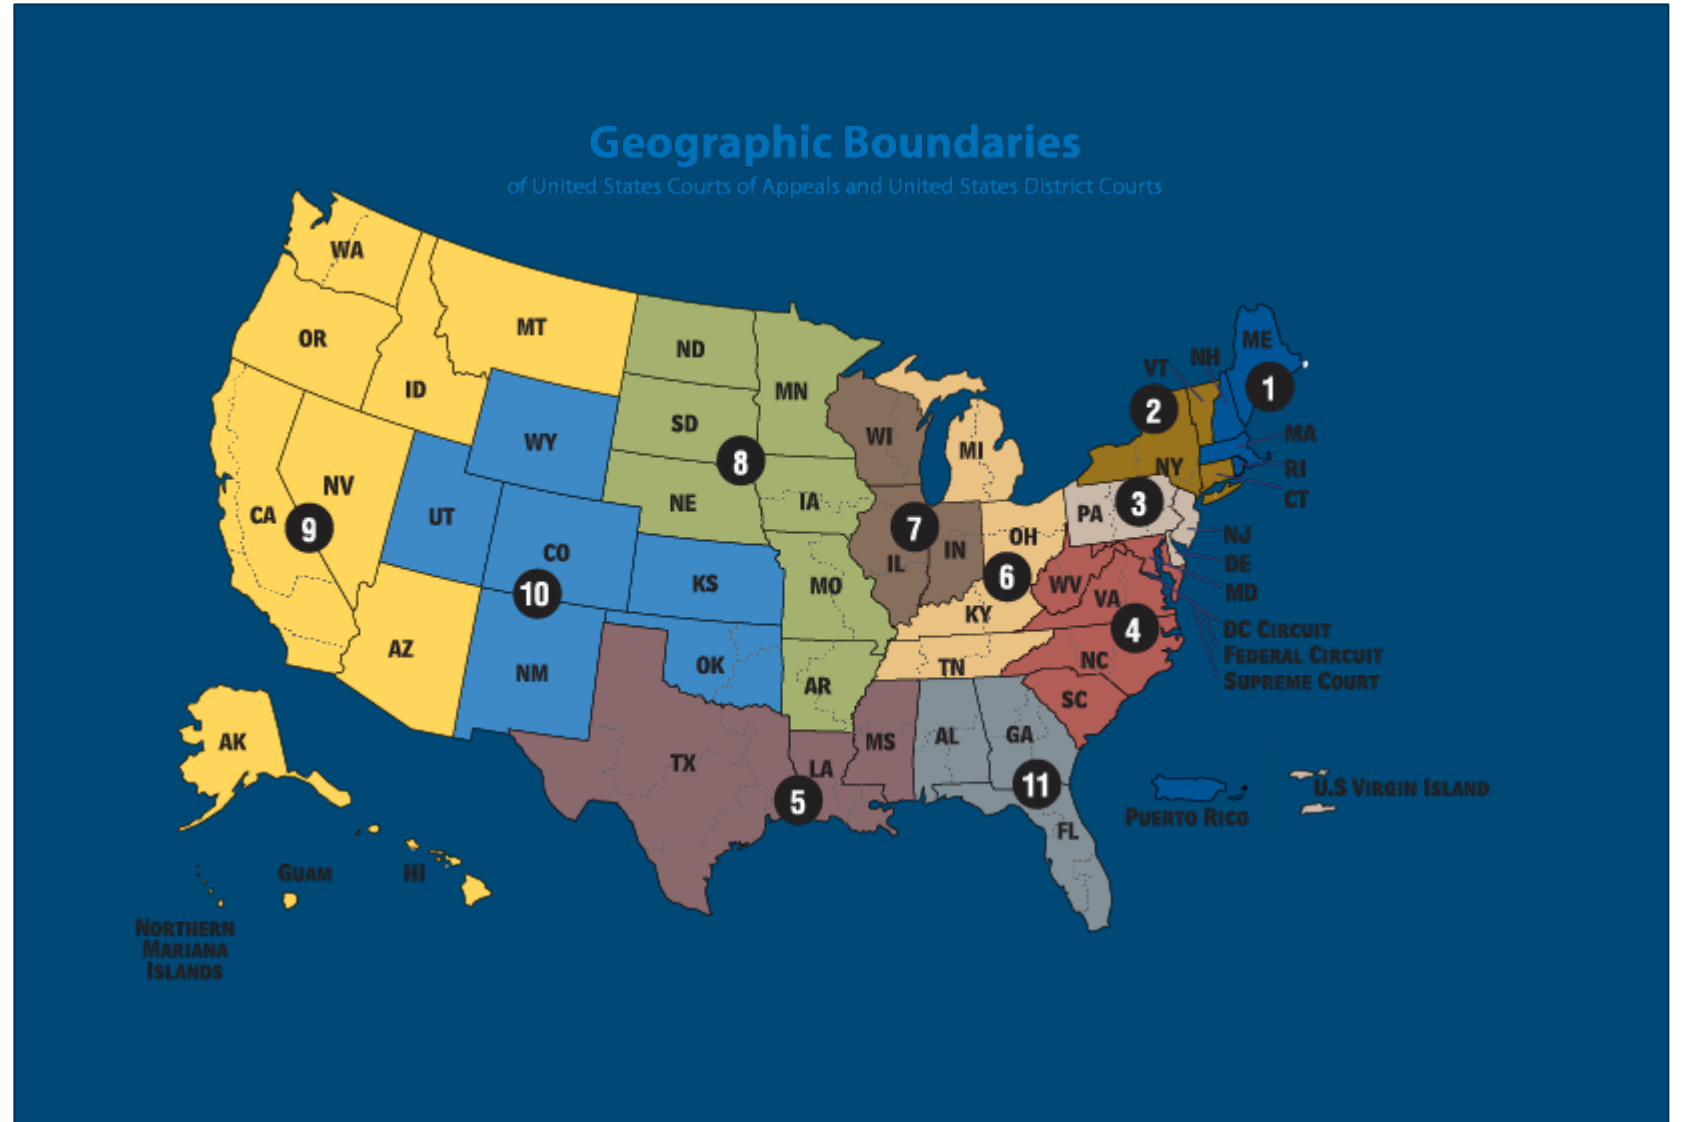 Geographic Boundaries
of United States Courts of Appeals and United States District Courts
WA
OR
MT
ID
ND
MN
SD
WY
8
WI
MI
VT
NH
ME
1
2
MA
NY
RI
CT
NV
CA
9
UT
NE
IA
7
PA
3
NJ
DE
MD
CO
10
KS
MO
IL
IN
OH
6
KY
WV
VA
4
DC Circuit
Federal Circuit
Supreme Court
AZ
NM
OK
AR
TN
NC
SC
AK
TX
LA
5
MS
AL
GA
11
FL
Puerto Rico
U.S Virgin Island
Guam
HI
Northern
Mariana
Islands